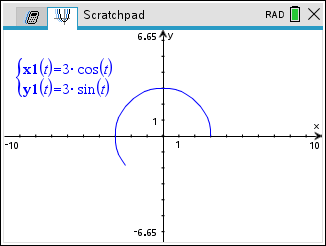 Scratchpad RAD
6.65 y
x1(t)=3·cos(t)
y1(t)=3·sin(t)
1
x
-10 1 10
-6.65